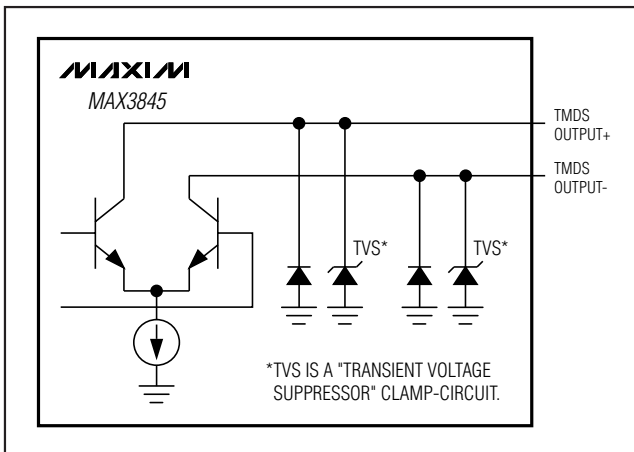 MAXIM
MAX3845
TMDS
OUTPUT+
TMDS
OUTPUT-
TVS*
TVS*
*TVS IS A "TRANSIENT VOLTAGE
SUPPRESSOR" CLAMP-CIRCUIT.